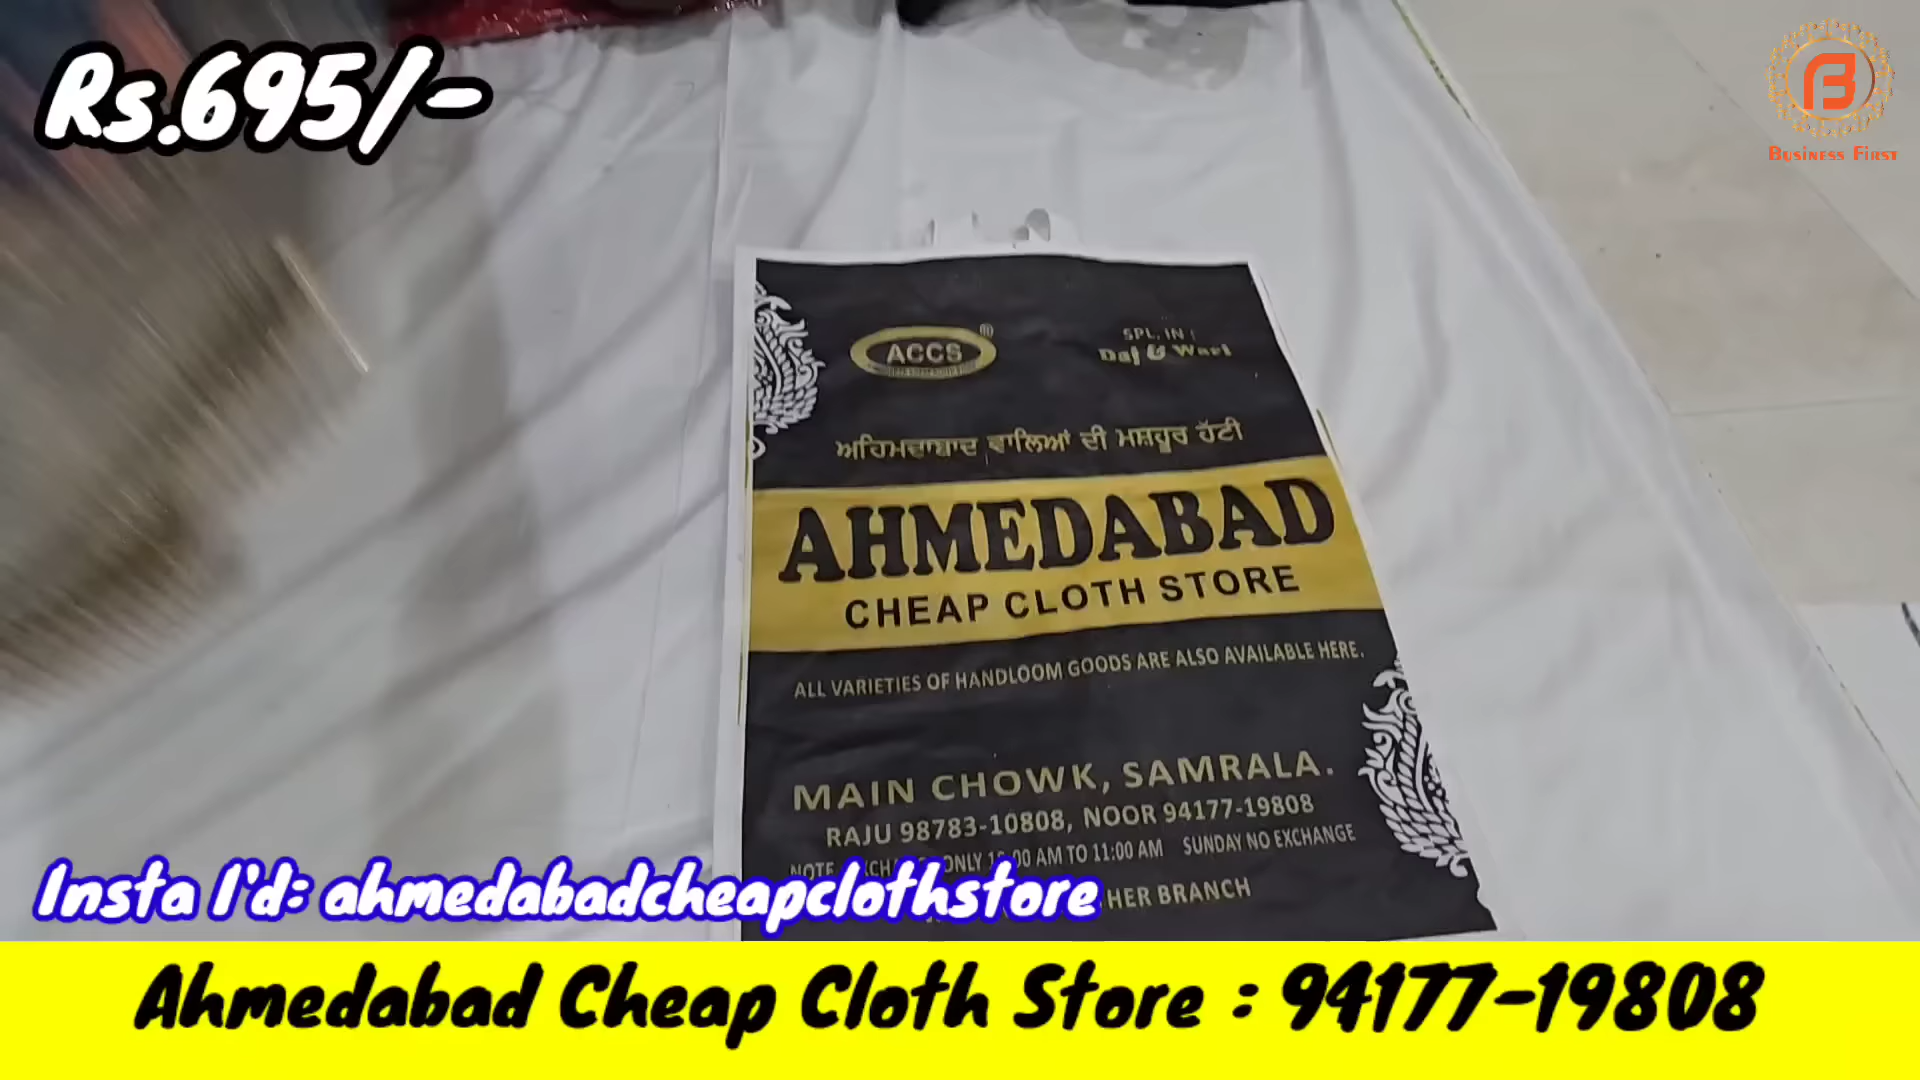 Rs.695/-
BUSINESS FIRST
ACCS
SPL. IN :
Daj & Wari
ਅਹਿਮਦਾਬਾਦ ਵਾਲਿਆਂ ਦੀ ਮਸ਼ਹੂਰ ਹੱਟੀ
AHMEDABAD
CHEAP CLOTH STORE
ALL VARIETIES OF HANDLOOM GOODS ARE ALSO AVAILABLE HERE.
MAIN CHOWK, SAMRALA.
RAJU 98783-10808, NOOR 94177-19808
NOTE ONLY AM TO 11:00 AM SUNDAY NO EXCHANGE
BRANCH
Insta I'd: ahmedabadcheapclothstore
Ahmedabad Cheap Cloth Store : 94177-19808